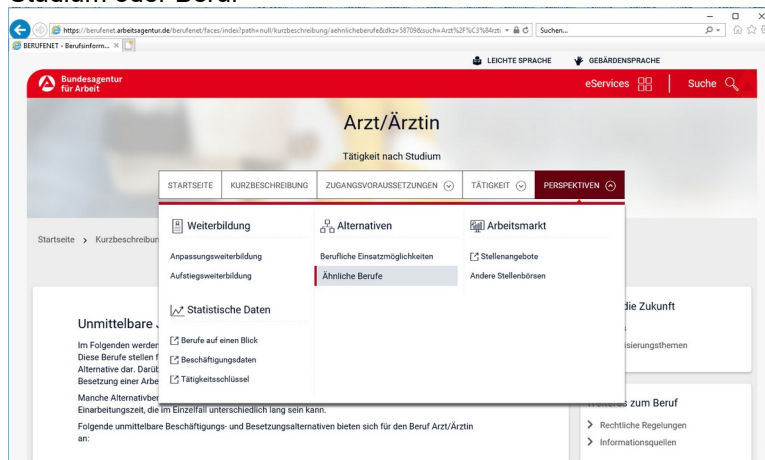 Studium oder Beruf
https://berufenet.arbeitsagentur.de/berufenet/faces/index?path=null/kurzbeschreibung/aehnlicheberufe&dkz=58709&such=Arzt%2F%C3%84rzti
Suchen...
BERUFENET - Berufsinform...
LEICHTE SPRACHE
GEBÄRDENSPRACHE
Bundesagentur
für Arbeit
eServices
Suche
Arzt/Ärztin
Tätigkeit nach Studium
STARTSEITE
KURZBESCHREIBUNG
ZUGANGSVORAUSSETZUNGEN
TÄTIGKEIT
PERSPEKTIVEN
Startseite > Kurzbeschreibun
Weiterbildung
Anpassungsweiterbildung
Aufstiegsweiterbildung
Statistische Daten
Berufe auf einen Blick
Beschäftigungsdaten
Tätigkeitsschlüssel
Alternativen
Berufliche Einsatzmöglichkeiten
Ähnliche Berufe
Arbeitsmarkt
Stellenangebote
Andere Stellenbörsen
Unmittelbare
Im Folgenden werden
Diese Berufe stellen f
Alternative dar. Darüb
Besetzung einer Arbe
Manche Alternativber
Einarbeitungszeit, die im Einzelfall unterschiedlich lang sein kann.
Folgende unmittelbare Beschäftigungs- und Besetzungsalternativen bieten sich für den Beruf Arzt/Ärztin
an:
die Zukunft
isierungsthemen
zum Beruf
Rechtliche Regelungen
Informationsquellen